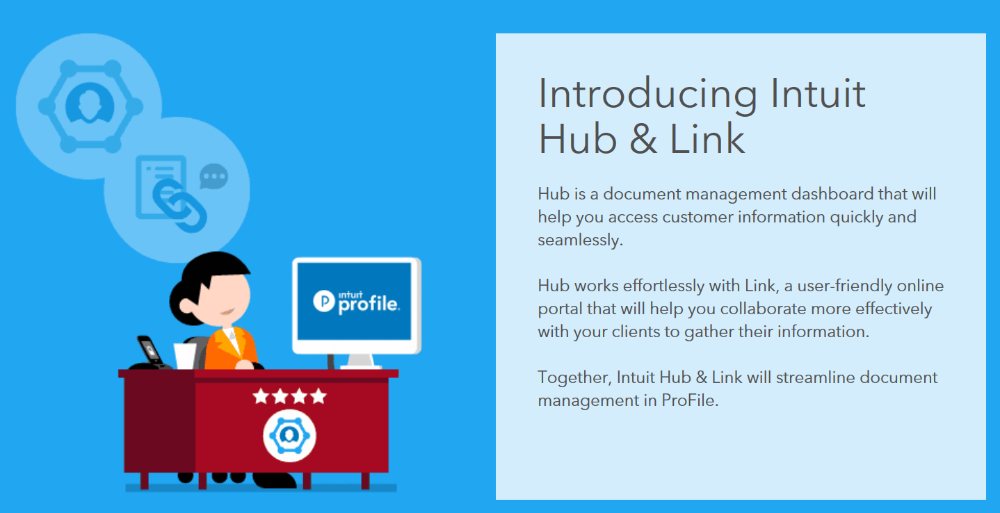 Introducing Intuit
Hub & Link
Hub is a document management dashboard that will
help you access customer information quickly and
seamlessly.
Hub works effortlessly with Link, a user-friendly online
portal that will help you collaborate more effectively
with your clients to gather their information.
Together, Intuit Hub & Link will streamline document
management in ProFile.
P
intuit
profile.